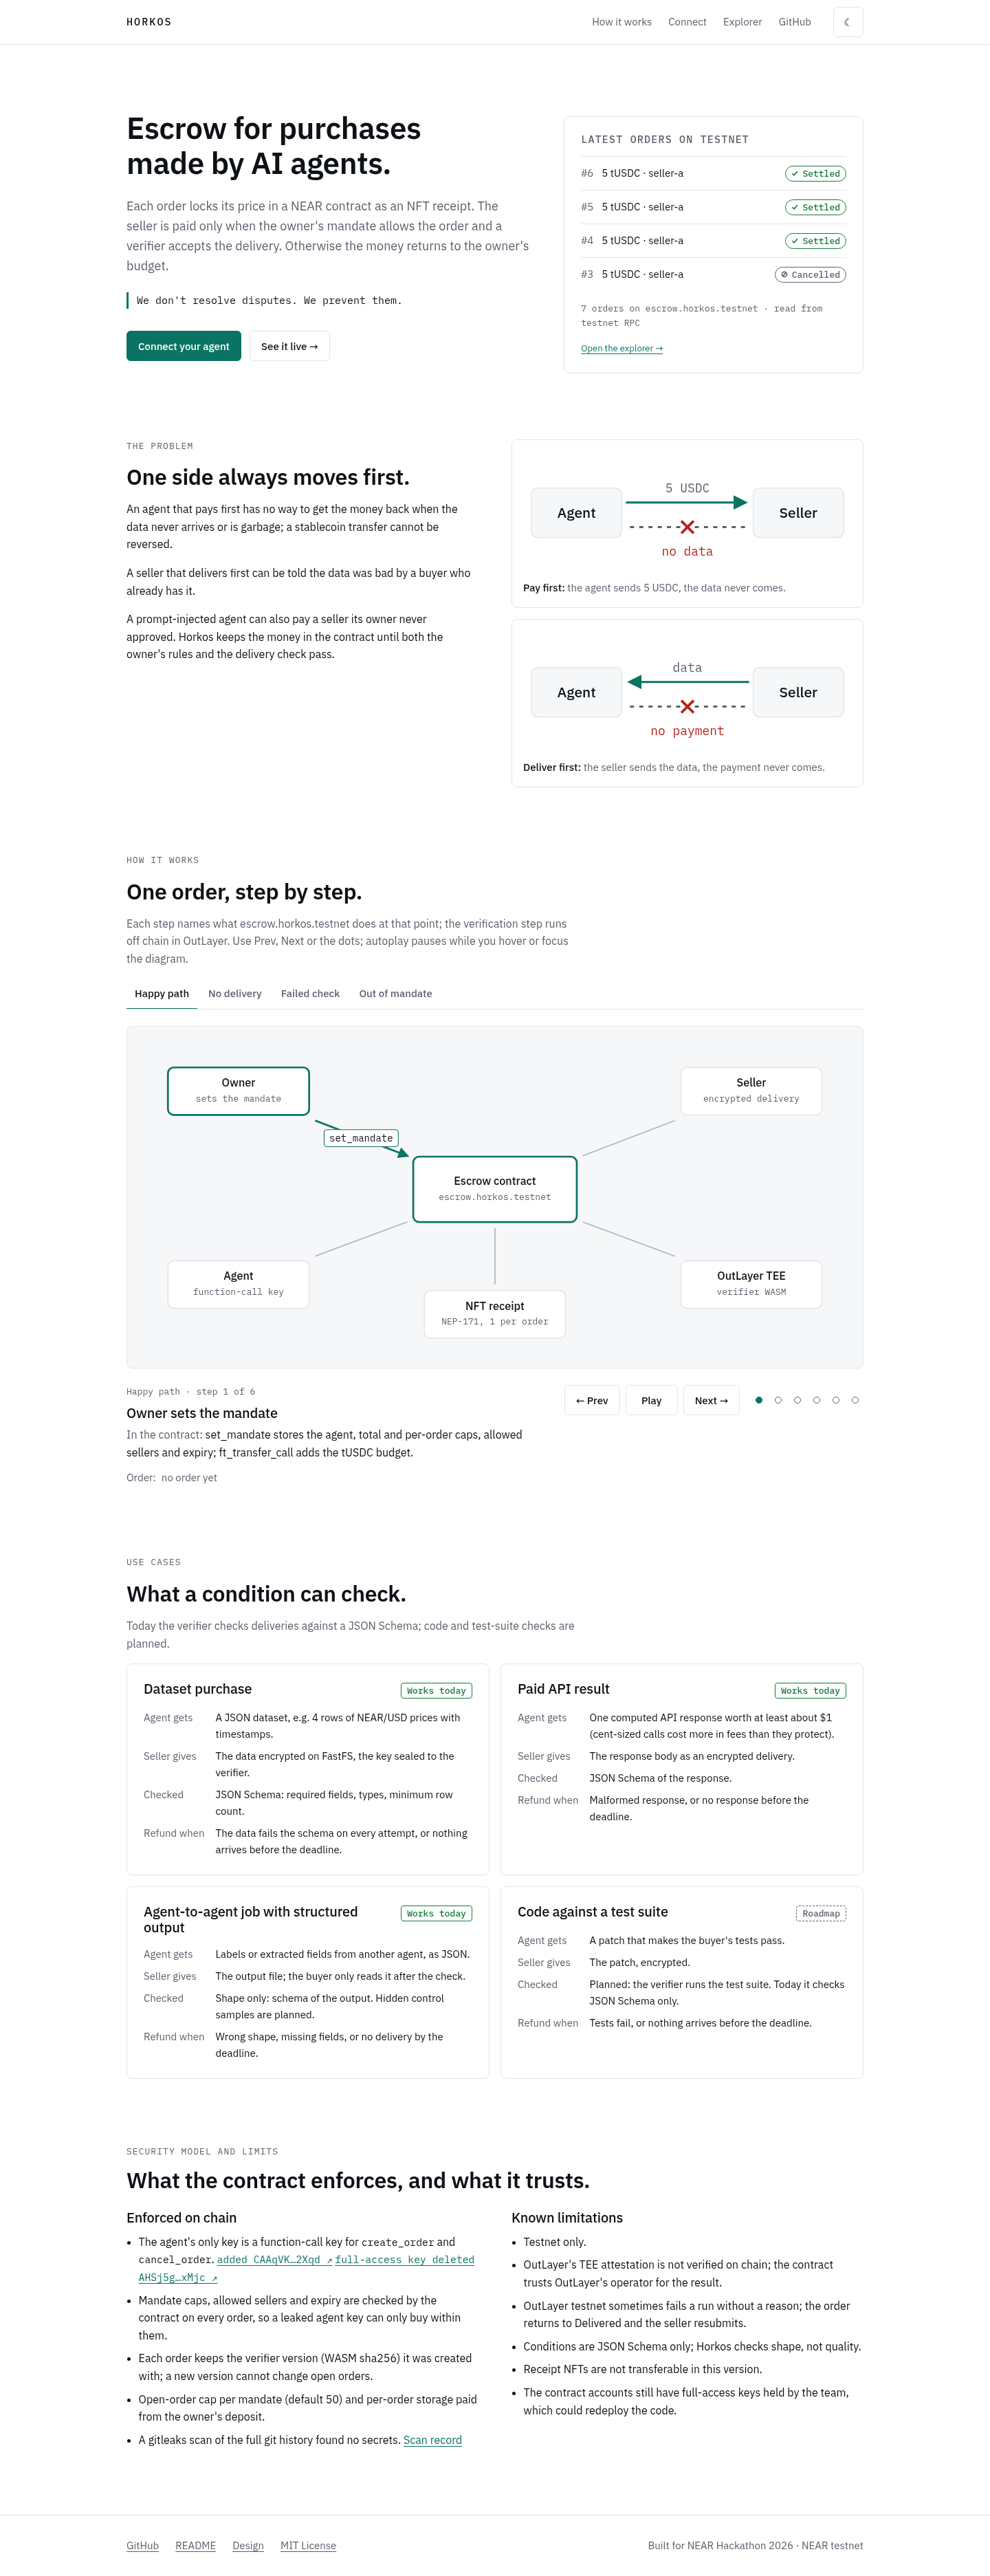 HORKOS
How it works Connect Explorer GitHub
Escrow for purchases
made by AI agents.
Each order locks its price in a NEAR contract as an NFT receipt. The
seller is paid only when the owner's mandate allows the order and a
verifier accepts the delivery. Otherwise the money returns to the owner's
budget.
We don't resolve disputes. We prevent them.
Connect your agent
See it live →
LATEST ORDERS ON TESTNET
#6 5 tUSDC · seller-a ✓ Settled
#5 5 tUSDC · seller-a ✓ Settled
#4 5 tUSDC · seller-a ✓ Settled
#3 5 tUSDC · seller-a ⊘ Cancelled
7 orders on escrow.horkos.testnet · read from
testnet RPC
Open the explorer →
THE PROBLEM
One side always moves first.
An agent that pays first has no way to get the money back when the
data never arrives or is garbage; a stablecoin transfer cannot be
reversed.
A seller that delivers first can be told the data was bad by a buyer who
already has it.
A prompt-injected agent can also pay a seller its owner never
approved. Horkos keeps the money in the contract until both the
owner's rules and the delivery check pass.
5 USDC
Agent
Seller
no data
Pay first: the agent sends 5 USDC, the data never comes.
data
Agent
Seller
no payment
Deliver first: the seller sends the data, the payment never comes.
HOW IT WORKS
One order, step by step.
Each step names what escrow.horkos.testnet does at that point; the verification step runs
off chain in OutLayer. Use Prev, Next or the dots; autoplay pauses while you hover or focus
the diagram.
Happy path No delivery Failed check Out of mandate
Owner
sets the mandate
Seller
encrypted delivery
set_mandate
Escrow contract
escrow.horkos.testnet
Agent
function-call key
OutLayer TEE
verifier WASM
NFT receipt
NEP-171, 1 per order
Happy path · step 1 of 6
← Prev Play Next →
Owner sets the mandate
In the contract: set_mandate stores the agent, total and per-order caps, allowed
sellers and expiry; ft_transfer_call adds the tUSDC budget.
Order: no order yet
USE CASES
What a condition can check.
Today the verifier checks deliveries against a JSON Schema; code and test-suite checks are
planned.
Dataset purchase
Works today
Agent gets A JSON dataset, e.g. 4 rows of NEAR/USD prices with
timestamps.
Seller gives The data encrypted on FastFS, the key sealed to the
verifier.
Checked JSON Schema: required fields, types, minimum row
count.
Refund when The data fails the schema on every attempt, or nothing
arrives before the deadline.
Paid API result
Works today
Agent gets One computed API response worth at least about $1
(cent-sized calls cost more in fees than they protect).
Seller gives The response body as an encrypted delivery.
Checked JSON Schema of the response.
Refund when Malformed response, or no response before the
deadline.
Agent-to-agent job with structured
output
Works today
Agent gets Labels or extracted fields from another agent, as JSON.
Seller gives The output file; the buyer only reads it after the check.
Checked Shape only: schema of the output. Hidden control
samples are planned.
Refund when Wrong shape, missing fields, or no delivery by the
deadline.
Code against a test suite
Roadmap
Agent gets A patch that makes the buyer's tests pass.
Seller gives The patch, encrypted.
Checked Planned: the verifier runs the test suite. Today it checks
JSON Schema only.
Refund when Tests fail, or nothing arrives before the deadline.
SECURITY MODEL AND LIMITS
What the contract enforces, and what it trusts.
Enforced on chain
• The agent's only key is a function-call key for create_order and
cancel_order. added CAAqVK…2Xqd ↗ full-access key deleted
AHSj5g…xMjc ↗
• Mandate caps, allowed sellers and expiry are checked by the
contract on every order, so a leaked agent key can only buy within
them.
• Each order keeps the verifier version (WASM sha256) it was created
with; a new version cannot change open orders.
• Open-order cap per mandate (default 50) and per-order storage paid
from the owner's deposit.
• A gitleaks scan of the full git history found no secrets. Scan record
Known limitations
• Testnet only.
• OutLayer's TEE attestation is not verified on chain; the contract
trusts OutLayer's operator for the result.
• OutLayer testnet sometimes fails a run without a reason; the order
returns to Delivered and the seller resubmits.
• Conditions are JSON Schema only; Horkos checks shape, not quality.
• Receipt NFTs are not transferable in this version.
• The contract accounts still have full-access keys held by the team,
which could redeploy the code.
GitHub README Design MIT License
Built for NEAR Hackathon 2026 · NEAR testnet